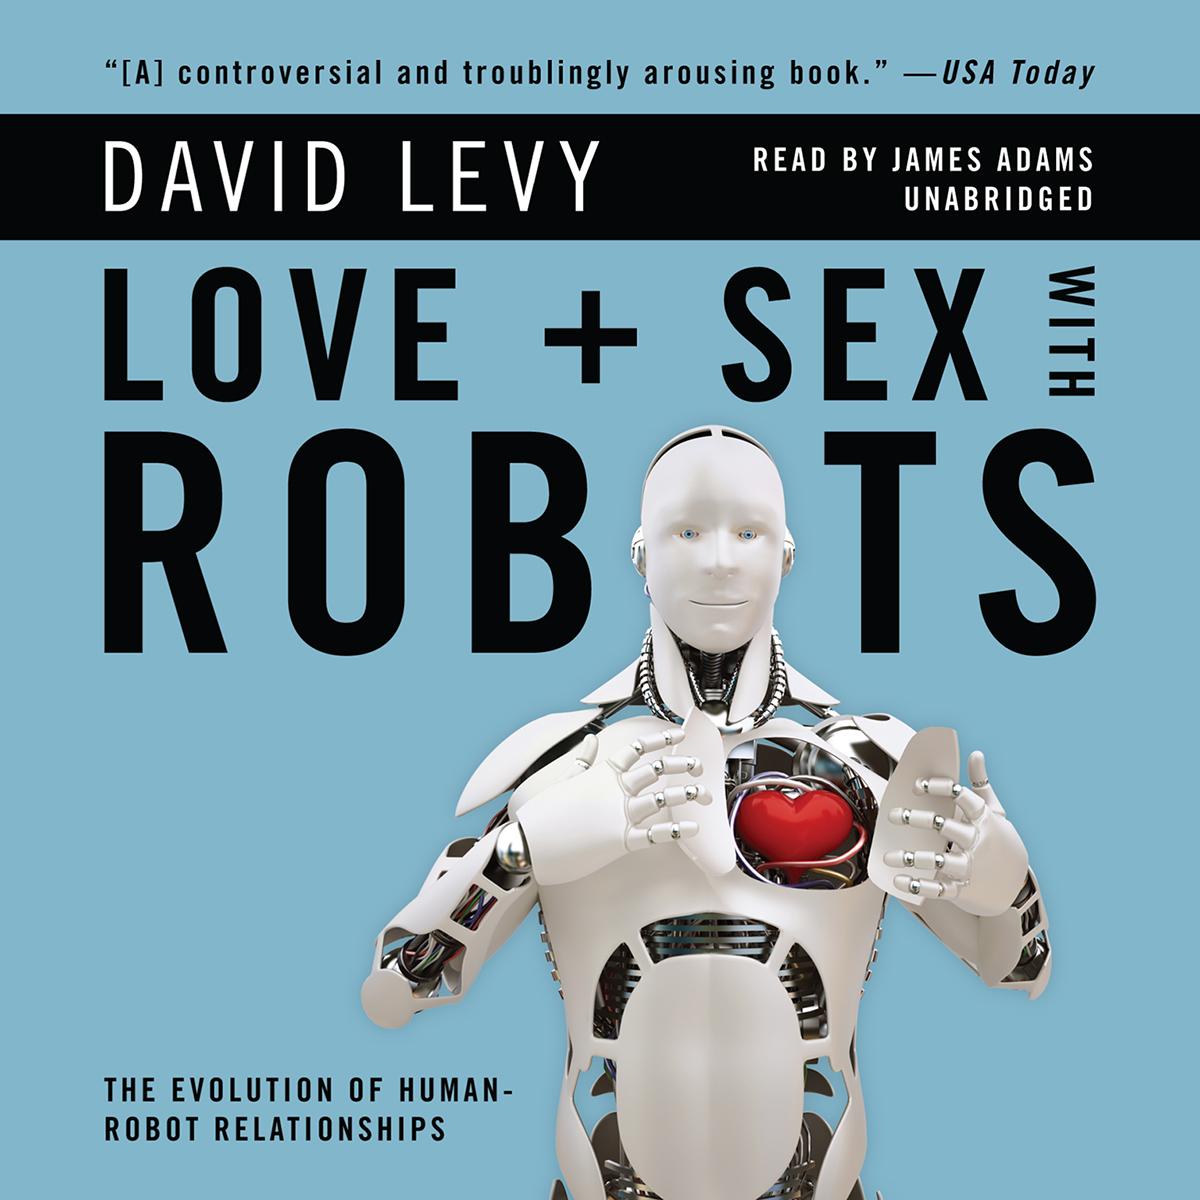 “[A] controversial and troublingly arousing book.” —USA Today
DAVID LEVY
READ BY JAMES ADAMS
UNABRIDGED
LOVE + SEX WITH
ROBOTS
THE EVOLUTION OF HUMAN-
ROBOT RELATIONSHIPS